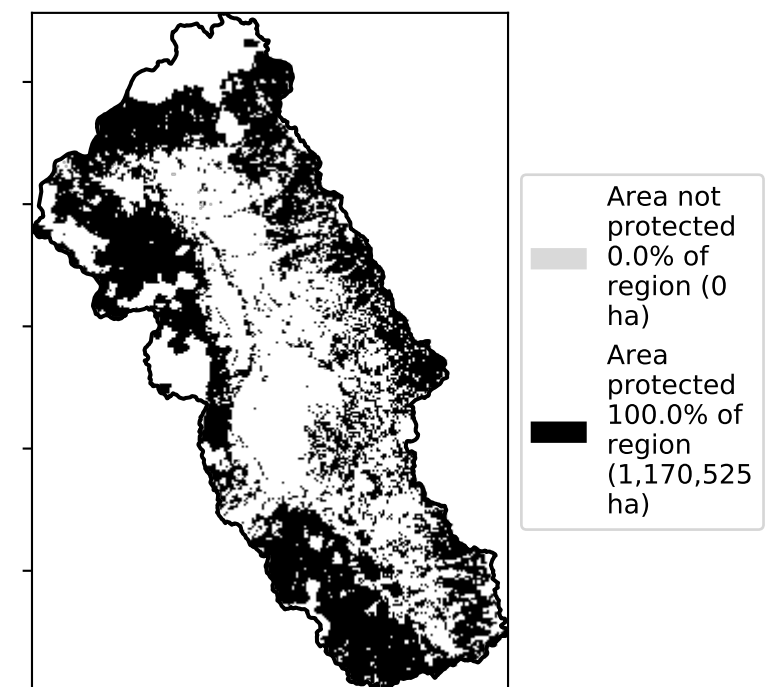 Area not
protected
0.0% of
region (0
ha)
Area
protected
100.0% of
region
(1,170,525
ha)